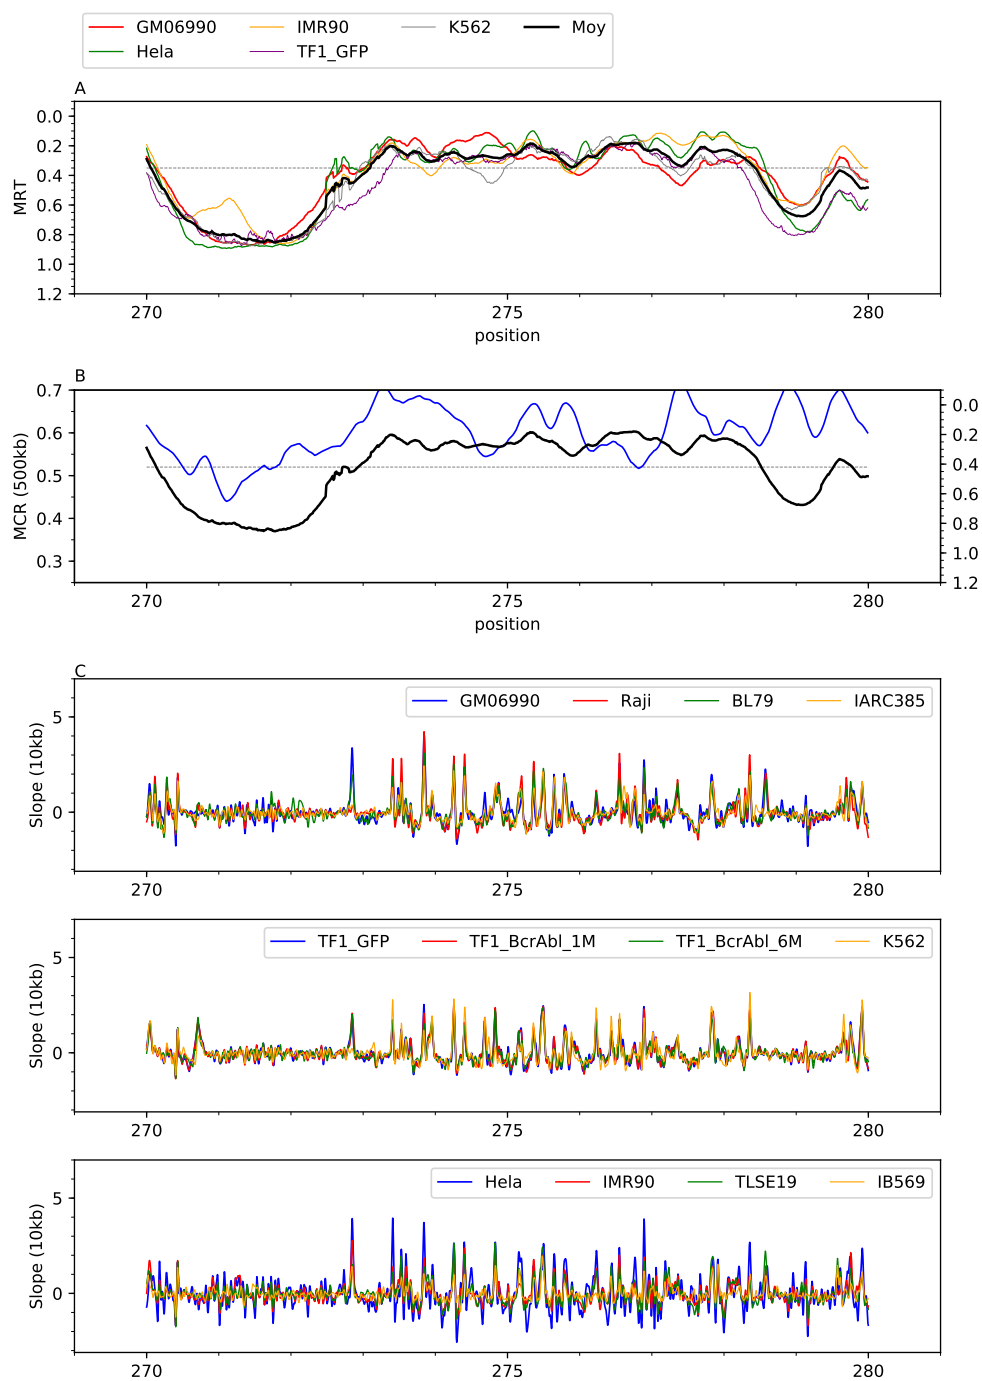 GM06990 IMR90 K562 Moy
Hela TF1_GFP
A
0.0
0.2
0.4
0.6
0.8
1.0
1.2
MRT
270 275 280
position
B
0.7
0.6
0.5
0.4
0.3
MCR (500kb)
0.0
0.2
0.4
0.6
0.8
1.0
1.2
270 275 280
position
C
GM06990 Raji BL79 IARC385
5
0
Slope (10kb)
270 275 280
TF1_GFP TF1_BcrAbl_1M TF1_BcrAbl_6M K562
5
0
Slope (10kb)
270 275 280
Hela IMR90 TLSE19 IB569
5
0
Slope (10kb)
270 275 280